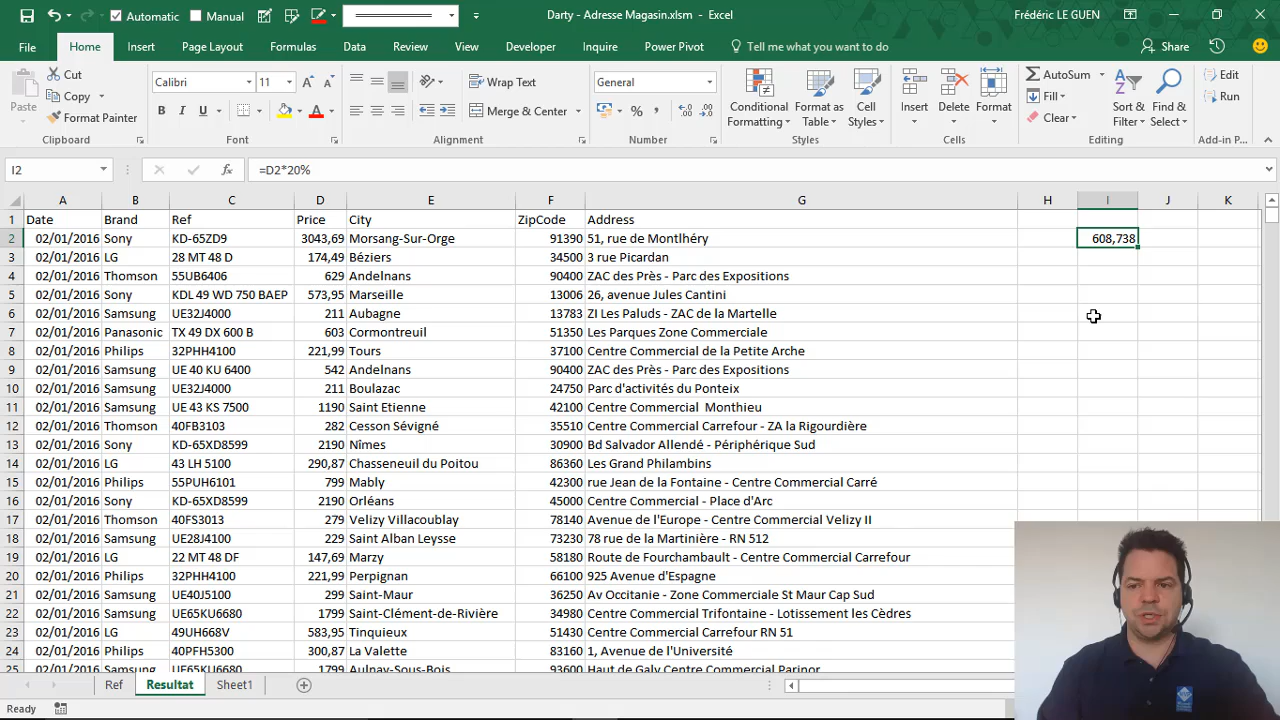 Automatic Manual Darty - Adresse Magasin.xlsm - Excel Frédéric LE GUEN
File Home Insert Page Layout Formulas Data Review View Developer Inquire Power Pivot Tell me what you want to do Share
Paste Cut Copy Format Painter Clipboard
Calibri 11 B I U A Font
Wrap Text Merge & Center Alignment
General % Number
Conditional Formatting Format as Table Cell Styles Styles
Insert Delete Format Cells
AutoSum Fill Clear Sort & Filter Find & Select Editing
Edit Run Add-in P...
I2 fx =D2*20%
A B C D E F G H I J K
1 Date Brand Ref Price City ZipCode Address
2 02/01/2016 Sony KD-65ZD9 3043,69 Morsang-Sur-Orge 91390 51, rue de Montlhéry 608,738
3 02/01/2016 LG 28 MT 48 D 174,49 Béziers 34500 3 rue Picardan
4 02/01/2016 Thomson 55UB6406 629 Andelnans 90400 ZAC des Près - Parc des Expositions
5 02/01/2016 Sony KDL 49 WD 750 BAEP 573,95 Marseille 13006 26, avenue Jules Cantini
6 02/01/2016 Samsung UE32J4000 211 Aubagne 13783 ZI Les Paluds - ZAC de la Martelle
7 02/01/2016 Panasonic TX 49 DX 600 B 603 Cormontreuil 51350 Les Parques Zone Commerciale
8 02/01/2016 Philips 32PHH4100 221,99 Tours 37100 Centre Commercial de la Petite Arche
9 02/01/2016 Samsung UE 40 KU 6400 542 Andelnans 90400 ZAC des Près - Parc des Expositions
10 02/01/2016 Samsung UE32J4000 211 Boulazac 24750 Parc d'activités du Ponteix
11 02/01/2016 Samsung UE 43 KS 7500 1190 Saint Etienne 42100 Centre Commercial Monthieu
12 02/01/2016 Thomson 40FB3103 282 Cesson Sévigné 35510 Centre Commercial Carrefour - ZA la Rigourdière
13 02/01/2016 Sony KD-65XD8599 2190 Nîmes 30900 Bd Salvador Allendé - Périphérique Sud
14 02/01/2016 LG 43 LH 5100 290,87 Chasseneuil du Poitou 86360 Les Grand Philambins
15 02/01/2016 Philips 55PUH6101 799 Mably 42300 rue Jean de la Fontaine - Centre Commercial Carré
16 02/01/2016 Sony KD-65XD8599 2190 Orléans 45000 Centre Commercial - Place d'Arc
17 02/01/2016 Thomson 40FS3013 279 Velizy Villacoublay 78140 Avenue de l'Europe - Centre Commercial Velizy II
18 02/01/2016 Samsung UE28J4100 229 Saint Alban Leysse 73230 78 rue de la Martinière - RN 512
19 02/01/2016 LG 22 MT 48 DF 147,69 Marzy 58180 Route de Fourchambault - Centre Commercial Carrefour
20 02/01/2016 Philips 32PHH4100 221,99 Perpignan 66100 925 Avenue d'Espagne
21 02/01/2016 Samsung UE40J5100 299 Saint-Maur 36250 Av Occitanie - Zone Commerciale St Maur Cap Sud
22 02/01/2016 Samsung UE65KU6680 1799 Saint-Clément-de-Rivière 34980 Centre Commercial Trifontaine - Lotissement les Cèdres
23 02/01/2016 LG 49UH668V 583,95 Tinquieux 51430 Centre Commercial Carrefour RN 51
24 02/01/2016 Philips 40PFH5300 300,87 La Valette 83160 1, Avenue de l'Université
25 02/01/2016 Samsung UE65KU6680 1799 Aulnay-Sous-Bois 93600 Haut de Galy Centre Commercial Parinor
Ref Resultat Sheet1
Ready